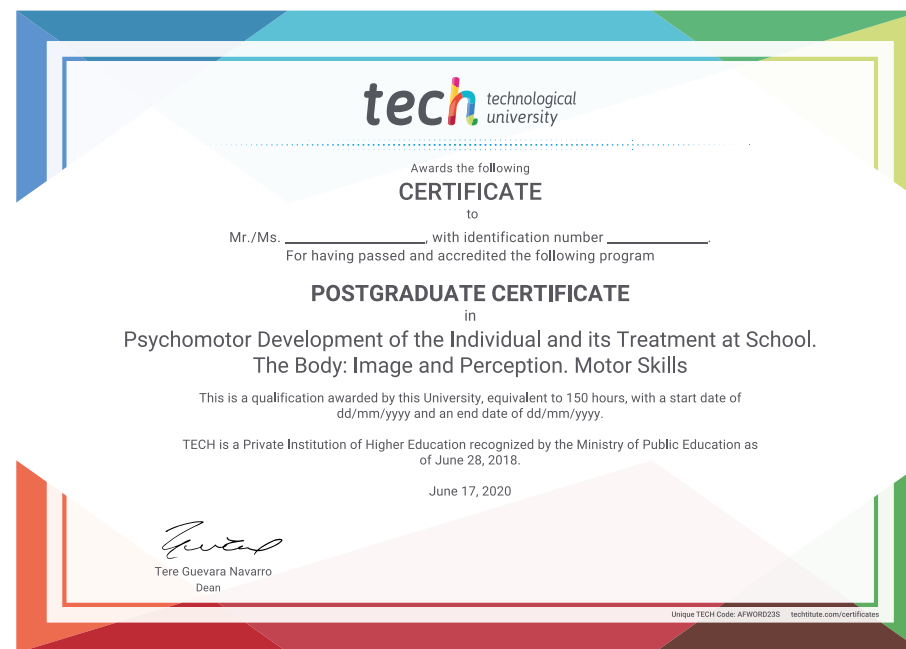 tech technological
university
Awards the following
CERTIFICATE
to
Mr./Ms. ____________________, with identification number ______________.
For having passed and accredited the following program
POSTGRADUATE CERTIFICATE
in
Psychomotor Development of the Individual and its Treatment at School.
The Body: Image and Perception. Motor Skills
This is a qualification awarded by this University, equivalent to 150 hours, with a start date of
dd/mm/yyyy and an end date of dd/mm/yyyy.
TECH is a Private Institution of Higher Education recognized by the Ministry of Public Education as
of June 28, 2018.
June 17, 2020
Tere Guevara Navarro
Dean
Unique TECH Code: AFWORD23S techtitute.com/certificates